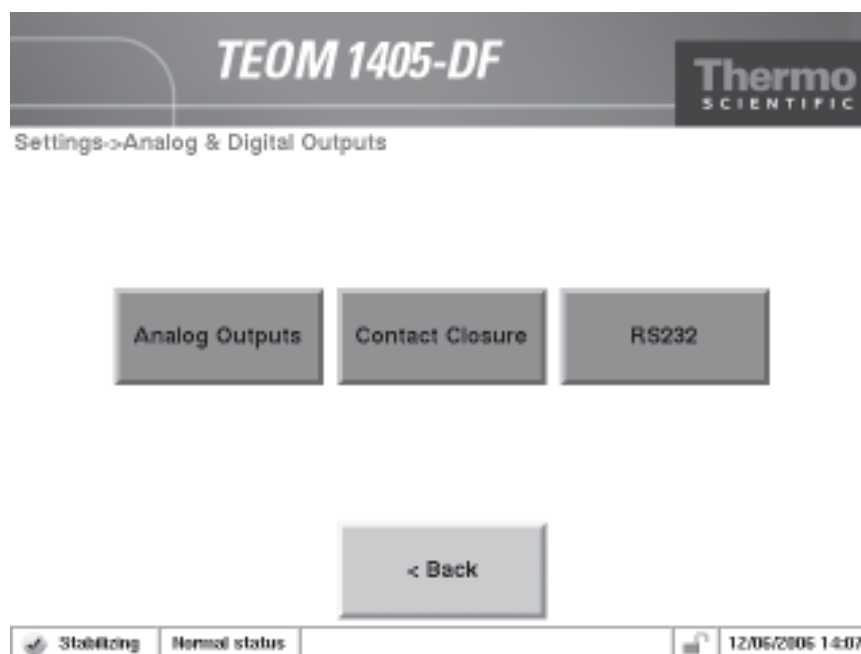 TEOM 1405-DF
Thermo
SCIENTIFIC
Settings->Analog & Digital Outputs
Analog Outputs
Contact Closure
RS232
< Back
Stabilizing
Normal status
12/06/2006 14:07